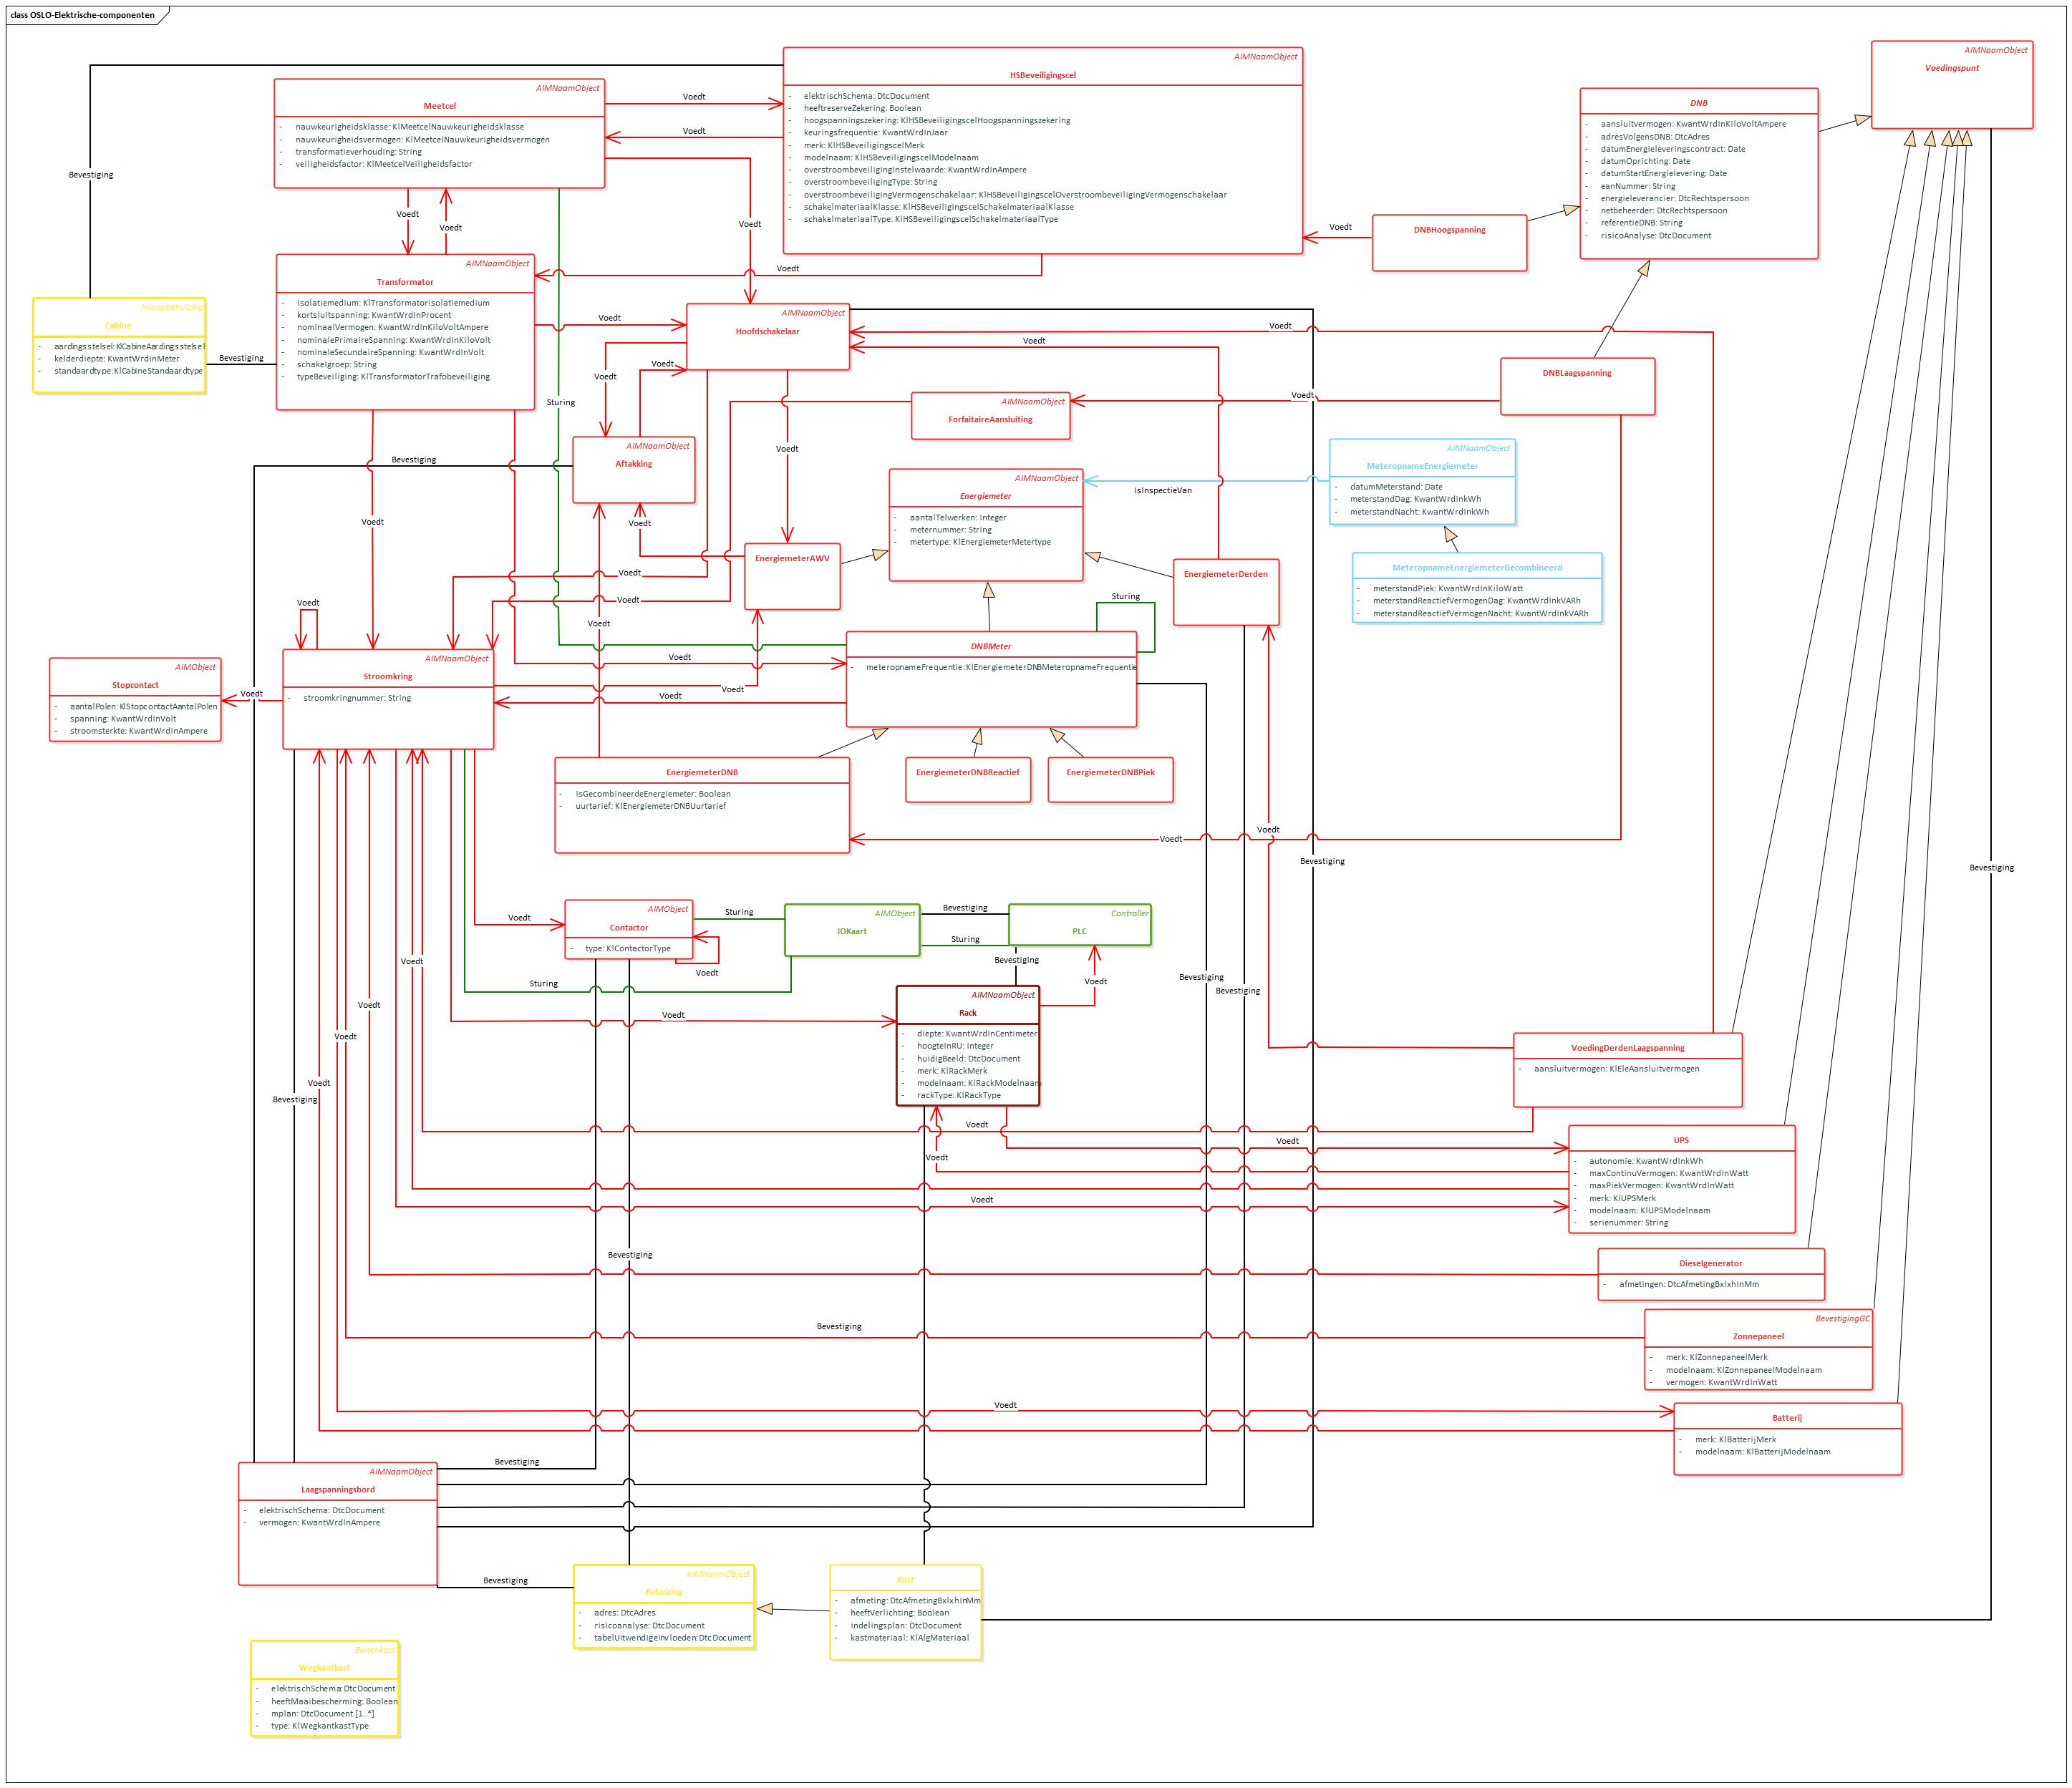 class OSLO-Elektrische-componenten
AIMNaamObject
Voedingspunt
AIMNaamObject
HSBeveiligingscel
- elektrischSchema: DtcDocument
- heeftreserveZekering: Boolean
- hoogspanningszekering: KlHSBeveiligingscelHoogspanningszekering
- keuringsfrequentie: KwantWrdInJaar
- merk: KlHSBeveiligingscelMerk
- modelnaam: KlHSBeveiligingscelModelnaam
- overstroombeveiligingInstelwaarde: KwantWrdInAmpere
- overstroombeveiligingType: String
- overstroombeveiligingVermogenschakelaar: KlHSBeveiligingscelOverstroombeveiligingVermogenschakelaar
- schakelmateriaalKlasse: KlHSBeveiligingscelSchakelmateriaalKlasse
- schakelmateriaalType: KlHSBeveiligingscelSchakelmateriaalType
AIMNaamObject
Meetcel
- nauwkeurigheidsklasse: KlMeetcelNauwkeurigheidsklasse
- nauwkeurigheidsvermogen: KlMeetcelNauwkeurigheidsvermogen
- transformatieverhouding: String
- veiligheidsfactor: KlMeetcelVeiligheidsfactor
Voedt
Voedt
DNB
- aansluitvermogen: KwantWrdInKiloVoltAmpere
- adresVolgensDNB: DtcAdres
- datumEnergieleveringscontract: Date
- datumOprichting: Date
- datumStartEnergielevering: Date
- eanNummer: String
- energieleverancier: DtcRechtspersoon
- netbeheerder: DtcRechtspersoon
- referentieDNB: String
- risicoAnalyse: DtcDocument
Bevestiging
Voedt
Voedt
Voedt
Voedt
DNBHoogspanning
Voedt
AIMNaamObject
Transformator
- isolatiemedium: KlTransformatorIsolatiemedium
- kortsluitspanning: KwantWrdInProcent
- nominaalVermogen: KwantWrdInKiloVoltAmpere
- nominalePrimaireSpanning: KwantWrdInKiloVolt
- nominaleSecundaireSpanning: KwantWrdInVolt
- schakelgroep: String
- typeBeveiliging: KlTransformatorTrafobeveiliging
Inloopbehuizing
Cabine
- aardingsstelsel: KlCabineAardingsstelsel
- kelderdiepte: KwantWrdInMeter
- standaardtype: KlCabineStandaardtype
Bevestiging
Voedt
AIMNaamObject
Hoofdschakelaar
Voedt
Voedt
Voedt
Voedt
DNBLaagspanning
Sturing
AIMNaamObject
ForfaitaireAansluiting
Voedt
AIMNaamObject
Aftakking
Bevestiging
Voedt
AIMNaamObject
Energiemeter
- aantalTelwerken: Integer
- meternummer: String
- metertype: KlEnergiemeterMetertype
IsInspectieVan
AIMNaamObject
MeteropnameEnergiemeter
- datumMeterstand: Date
- meterstandDag: KwantWrdInkWh
- meterstandNacht: KwantWrdInkWh
Voedt
Voedt
EnergiemeterAWV
EnergiemeterDerden
MeteropnameEnergiemeterGecombineerd
- meterstandPiek: KwantWrdInKiloWatt
- meterstandReactiefVermogenDag: KwantWrdInkVARh
- meterstandReactiefVermogenNacht: KwantWrdInkVARh
Voedt
Voedt
Voedt
Voedt
Sturing
AIMNaamObject
Stroomkring
- stroomkringnummer: String
AIMObject
Stopcontact
- aantalPolen: KlStopcontactAantalPolen
- spanning: KwantWrdInVolt
- stroomsterkte: KwantWrdInAmpere
Voedt
Voedt
Voedt
Voedt
DNBMeter
- meteropnameFrequentie: KlEnergiemeterDNBMeteropnameFrequentie
EnergiemeterDNB
- isGecombineerdeEnergiemeter: Boolean
- uurtarief: KlEnergiemeterDNBUurtarief
EnergiemeterDNBReactief
EnergiemeterDNBPiek
Voedt
Voedt
Bevestiging
Bevestiging
Voedt
AIMObject
Contactor
- type: KlContactorType
Sturing
AIMObject
IOKaart
Bevestiging
Sturing
Controller
PLC
Voedt
Voedt
Bevestiging
Voedt
Sturing
Bevestiging
Bevestiging
Voedt
Voedt
AIMNaamObject
Rack
- diepte: KwantWrdInCentimeter
- hoogteInRU: Integer
- huidigBeeld: DtcDocument
- merk: KlRackMerk
- modelnaam: KlRackModelnaam
- rackType: KlRackType
Voedt
Voedt
Bevestiging
VoedingDerdenLaagspanning
- aansluitvermogen: KlEleAansluitvermogen
Voedt
Voedt
Voedt
UPS
- autonomie: KwantWrdInkWh
- maxContinuVermogen: KwantWrdInWatt
- maxPiekVermogen: KwantWrdInWatt
- merk: KlUPSMerk
- modelnaam: KlUPSModelnaam
- serienummer: String
Voedt
Bevestiging
Dieselgenerator
- afmetingen: DtcAfmetingBxlxhInMm
Bevestiging
BevestigingGC
Zonnepaneel
- merk: KlZonnepaneelMerk
- modelnaam: KlZonnepaneelModelnaam
- vermogen: KwantWrdInWatt
Voedt
Batterij
- merk: KlBatterijMerk
- modelnaam: KlBatterijModelnaam
Bevestiging
AIMNaamObject
Laagspanningsbord
- elektrischSchema: DtcDocument
- vermogen: KwantWrdInAmpere
Bevestiging
AIMNaamObject
Behuizing
- adres: DtcAdres
- risicoanalyse: DtcDocument
- tabelUitwendigeInvloeden: DtcDocument
Kast
- afmeting: DtcAfmetingBxlxhInMm
- heeftVerlichting: Boolean
- indelingsplan: DtcDocument
- kastmateriaal: KlAlgMateriaal
Buitenkast
Wegkantkast
- elektrischSchema: DtcDocument
- heeftMaaibescherming: Boolean
- mplan: DtcDocument [1..*]
- type: KlWegkantkastType